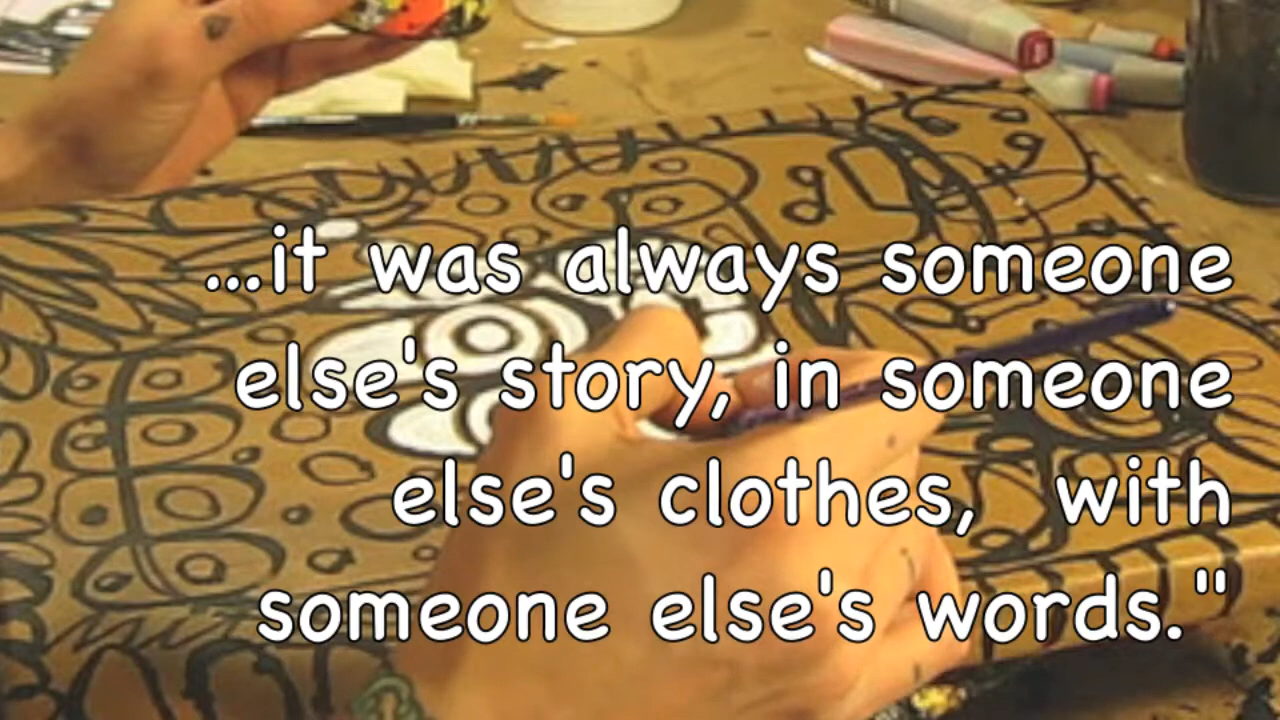 ...it was always someone
else's story, in someone
else's clothes, with
someone else's words."